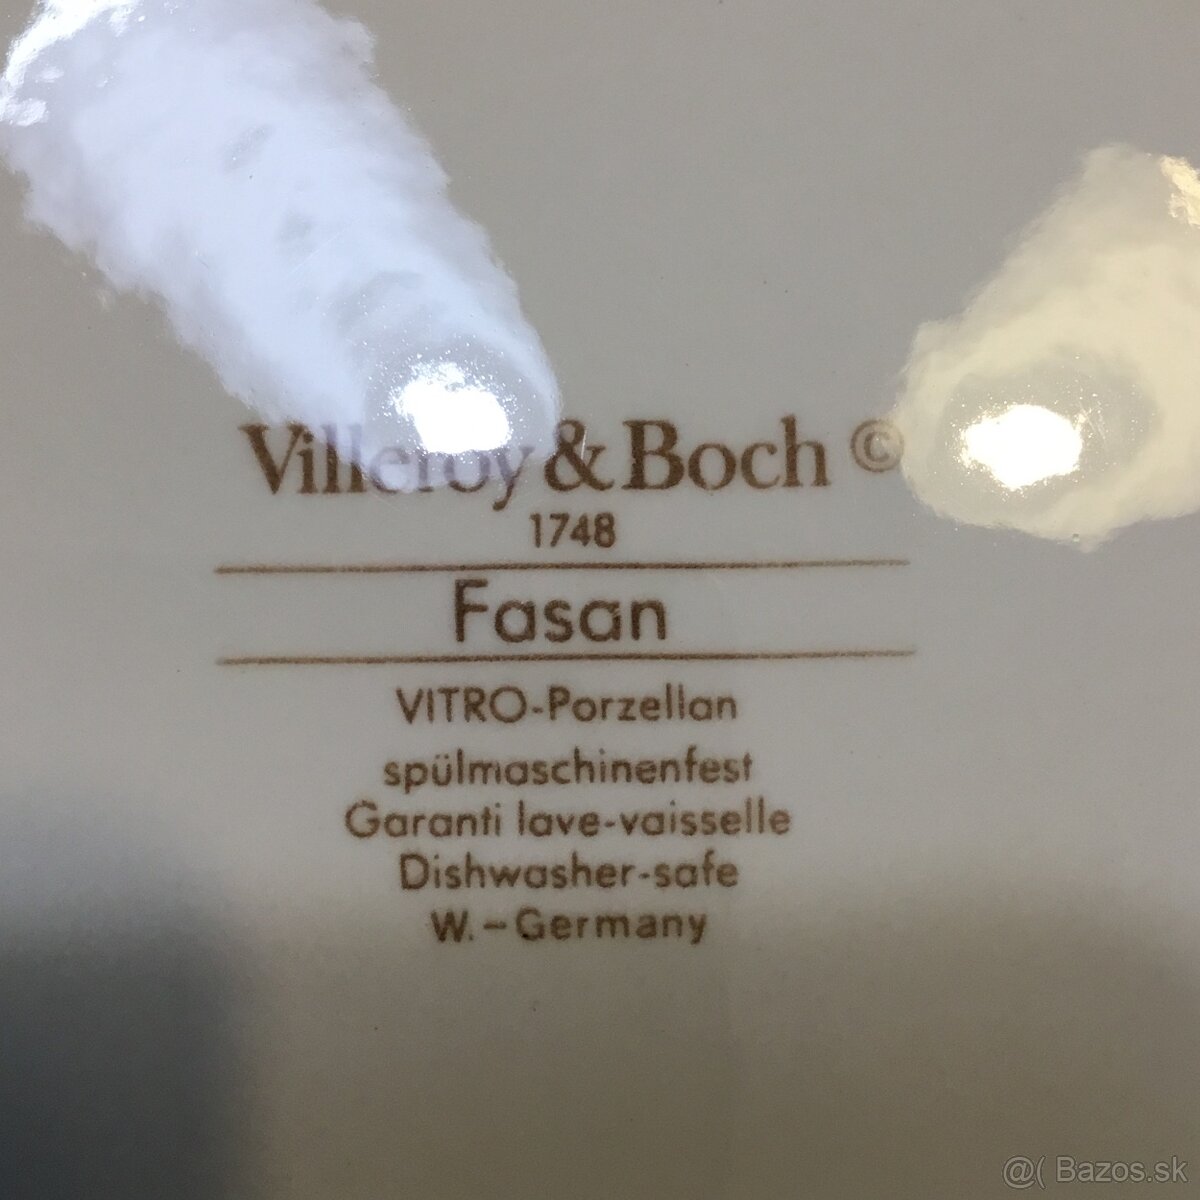 Villeroy & Boch ©
1748
Fasan
VITRO-Porzellan
spülmaschinenfest
Garanti lave-vaisselle
Dishwasher-safe
W.-Germany
@( Bazos.sk